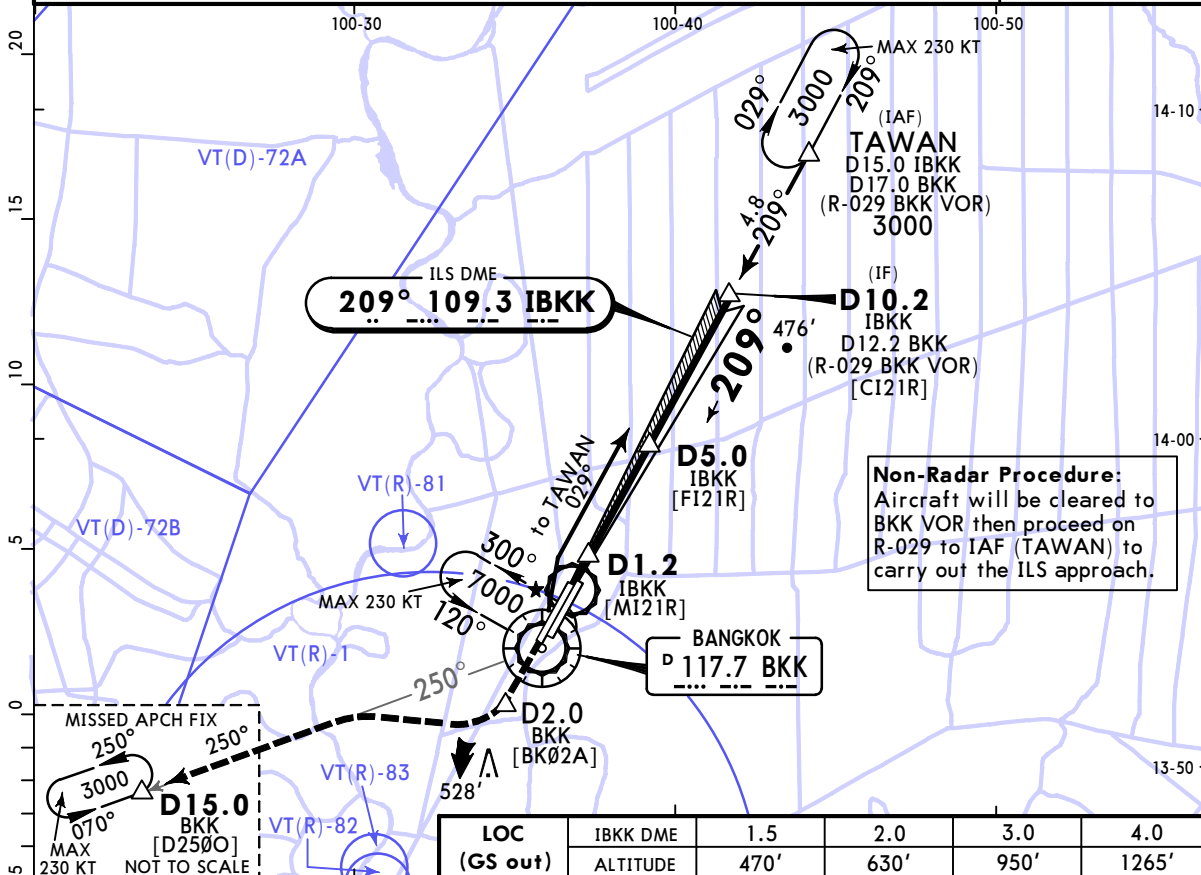 100-30
100-40
100-50
20
MAX 230 KT
029°
3000
209°
14-10
(IAF)
TAWAN
D15.0 IBKK
D17.0 BKK
(R-029 BKK VOR)
3000
VT(D)-72A
15
4.8
209°
ILS DME
209° 109.3 IBKK
(IF)
D10.2
IBKK
D12.2 BKK
(R-029 BKK VOR)
[CI21R]
476'
209°
10
14-00
D5.0
IBKK
[FI21R]
to TAWAN
029°
Non-Radar Procedure:
Aircraft will be cleared to
BKK VOR then proceed on
R-029 to IAF (TAWAN) to
carry out the ILS approach.
VT(R)-81
VT(D)-72B
5
300°
7000
120°
MAX 230 KT
D1.2
IBKK
[MI21R]
BANGKOK
D 117.7 BKK
VT(R)-1
250°
0
D2.0
BKK
[BKØ2A]
MISSED APCH FIX
250°
250°
3000
070°
MAX
230 KT
D15.0
BKK
[D25ØO]
NOT TO SCALE
528'
13-50
VT(R)-83
VT(R)-82
5
LOC
(GS out)
IBKK DME 1.5 2.0 3.0 4.0
ALTITUDE 470' 630' 950' 1265'